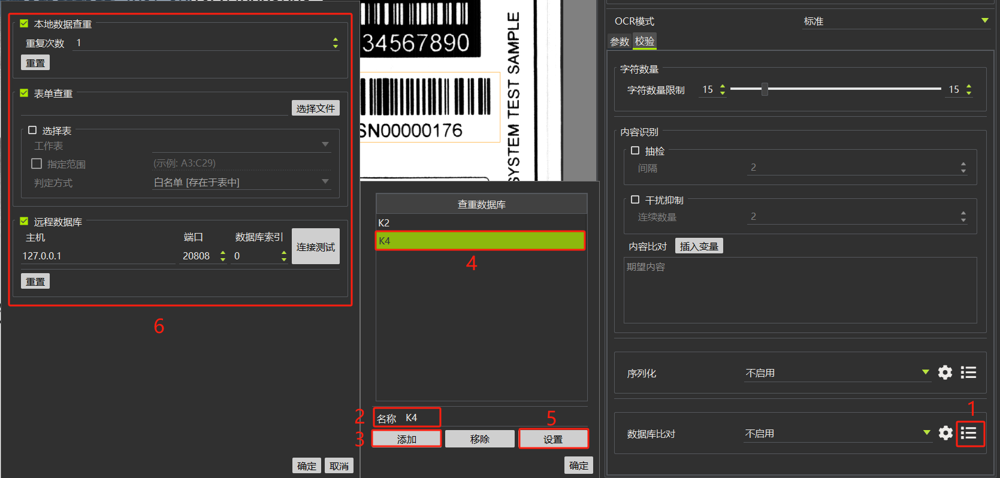 本地数据查重
重复次数 1
重置
表单查重
选择文件
选择表
工作表
指定范围 (示例: A3:C29)
判定方式 白名单 [存在于表中]
远程数据库
主机 端口 数据库索引
127.0.0.1 20808 0
连接测试
重置
6
确定 取消
34567890
SN00000176
SYSTEM TEST SAMPLE
查重数据库
K2
K4
4
2 名称 K4
5
3 添加 移除 设置
确定
OCR模式 标准
参数 校验
字符数量
字符数量限制 15 15
内容识别
抽检
间隔 2
干扰抑制
连续数量 2
内容比对 插入变量
期望内容
序列化 不启用
1
数据库比对 不启用